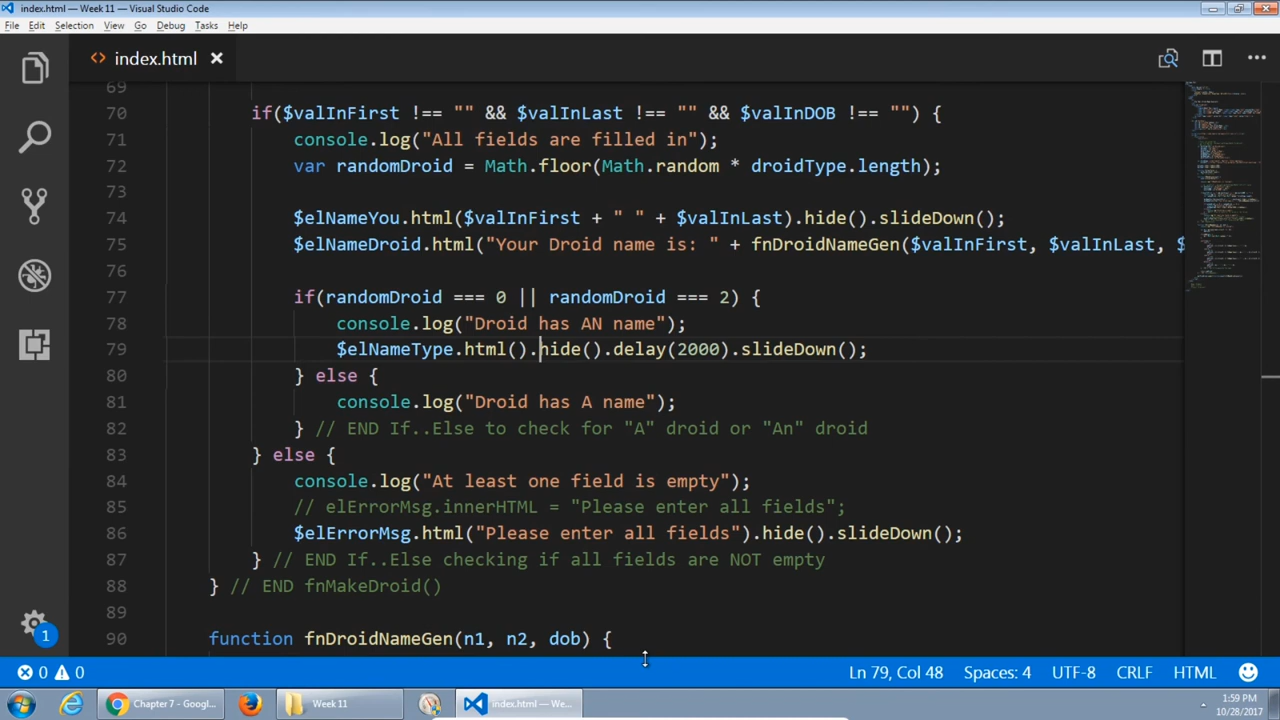 index.html — Week 11 — Visual Studio Code
File Edit Selection View Go Debug Tasks Help
index.html
69
70 if($valInFirst !== "" && $valInLast !== "" && $valInDOB !== "") {
71 console.log("All fields are filled in");
72 var randomDroid = Math.floor(Math.random * droidType.length);
73
74 $elNameYou.html($valInFirst + " " + $valInLast).hide().slideDown();
75 $elNameDroid.html("Your Droid name is: " + fnDroidNameGen($valInFirst, $valInLast, $
76
77 if(randomDroid === 0 || randomDroid === 2) {
78 console.log("Droid has AN name");
79 $elNameType.html().hide().delay(2000).slideDown();
80 } else {
81 console.log("Droid has A name");
82 } // END If..Else to check for "A" droid or "An" droid
83 } else {
84 console.log("At least one field is empty");
85 // elErrorMsg.innerHTML = "Please enter all fields";
86 $elErrorMsg.html("Please enter all fields").hide().slideDown();
87 } // END If..Else checking if all fields are NOT empty
88 } // END fnMakeDroid()
89
90 function fnDroidNameGen(n1, n2, dob) {
1
0 0 Ln 79, Col 48 Spaces: 4 UTF-8 CRLF HTML
Chapter 7 - Googl... Week 11 index.html — We... 1:59 PM
10/28/2017